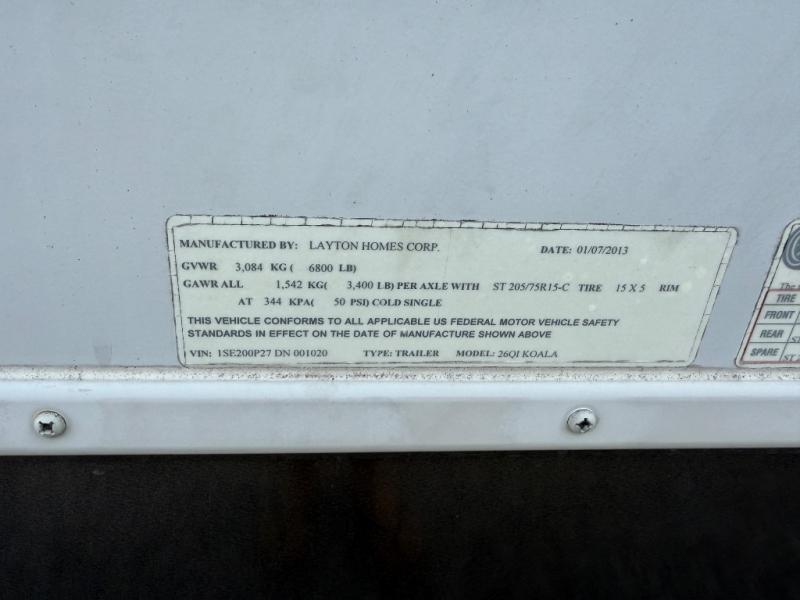 MANUFACTURED BY: LAYTON HOMES CORP. DATE: 01/07/2013
GVWR 3,084 KG ( 6800 LB)
GAWR ALL 1,542 KG( 3,400 LB) PER AXLE WITH ST 205/75R15-C TIRE 15 X 5 RIM
AT 344 KPA( 50 PSI) COLD SINGLE
THIS VEHICLE CONFORMS TO ALL APPLICABLE US FEDERAL MOTOR VEHICLE SAFETY
STANDARDS IN EFFECT ON THE DATE OF MANUFACTURE SHOWN ABOVE
VIN: 1SE200P27 DN 001020 TYPE: TRAILER MODEL: 26QI KOALA
The
TIRE
FRONT
REAR
SPARE